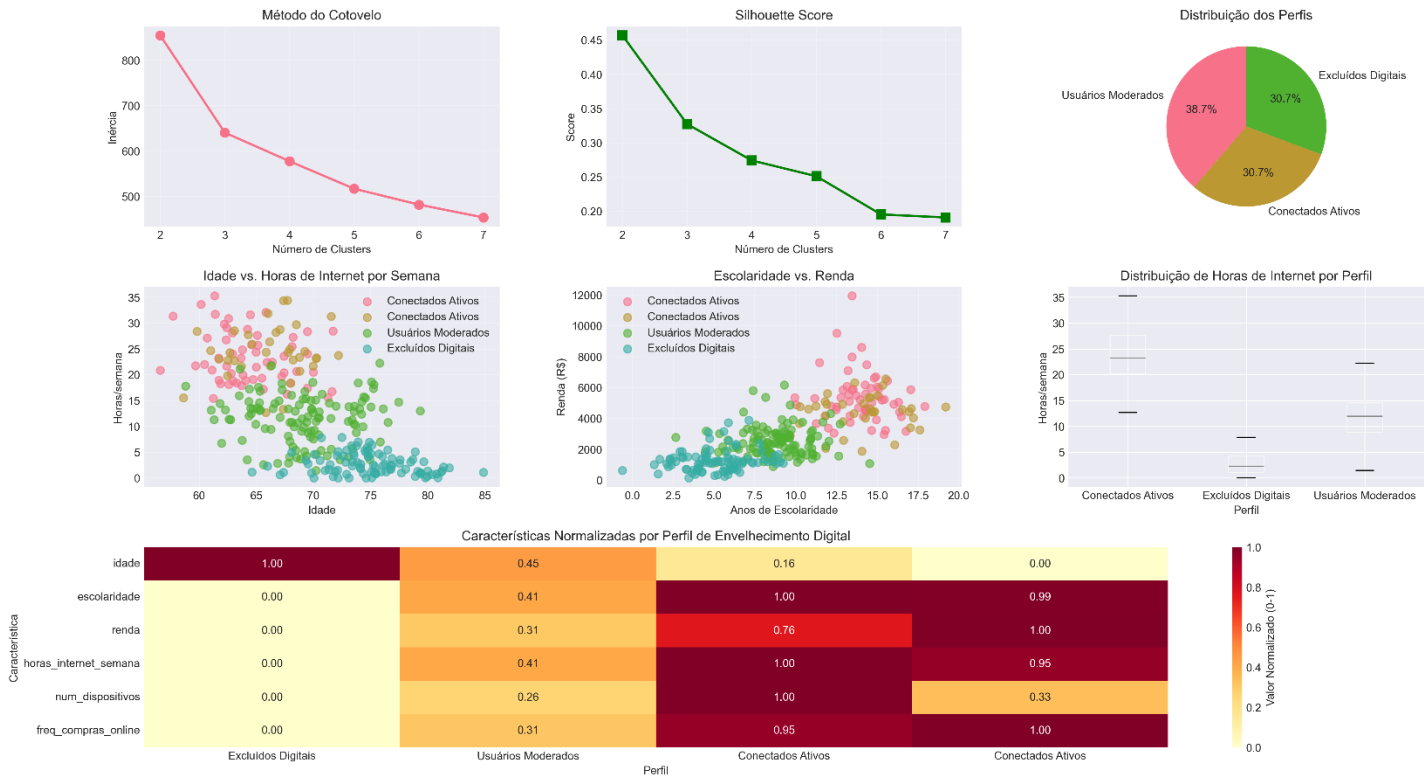 Método do Cotovelo
800
700
600
500
Inércia
2 3 4 5 6 7
Número de Clusters
Silhouette Score
0.45
0.40
0.35
0.30
0.25
0.20
Score
2 3 4 5 6 7
Número de Clusters
Distribuição dos Perfis
Usuários Moderados
38.7%
Excluídos Digitais
30.7%
30.7%
Conectados Ativos
Idade vs. Horas de Internet por Semana
35
30
25
20
15
10
5
0
Horas/semana
Conectados Ativos
Conectados Ativos
Usuários Moderados
Excluídos Digitais
60 65 70 75 80 85
Idade
Escolaridade vs. Renda
12000
10000
8000
6000
4000
2000
0
Renda (R$)
Conectados Ativos
Conectados Ativos
Usuários Moderados
Excluídos Digitais
0.0 2.5 5.0 7.5 10.0 12.5 15.0 17.5 20.0
Anos de Escolaridade
Distribuição de Horas de Internet por Perfil
35
30
25
20
15
10
5
0
Horas/semana
Conectados Ativos Excluídos Digitais Usuários Moderados
Perfil
Características Normalizadas por Perfil de Envelhecimento Digital
Característica
idade 1.00 0.45 0.16 0.00
escolaridade 0.00 0.41 1.00 0.99
renda 0.00 0.31 0.76 1.00
horas_internet_semana 0.00 0.41 1.00 0.95
num_dispositivos 0.00 0.26 1.00 0.33
freq_compras_online 0.00 0.31 0.95 1.00
Excluídos Digitais Usuários Moderados Conectados Ativos Conectados Ativos
Perfil
1.0
0.8
0.6
0.4
0.2
0.0
Valor Normalizado (0-1)